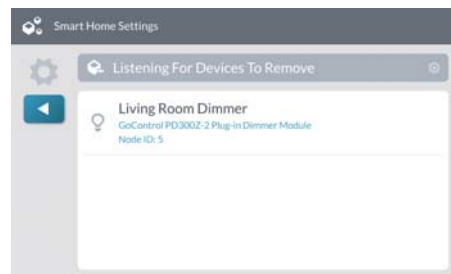 Smart Home Settings
Listening For Devices To Remove
Living Room Dimmer
GoControl PD300Z-2 Plug-in Dimmer Module
Node ID: 5